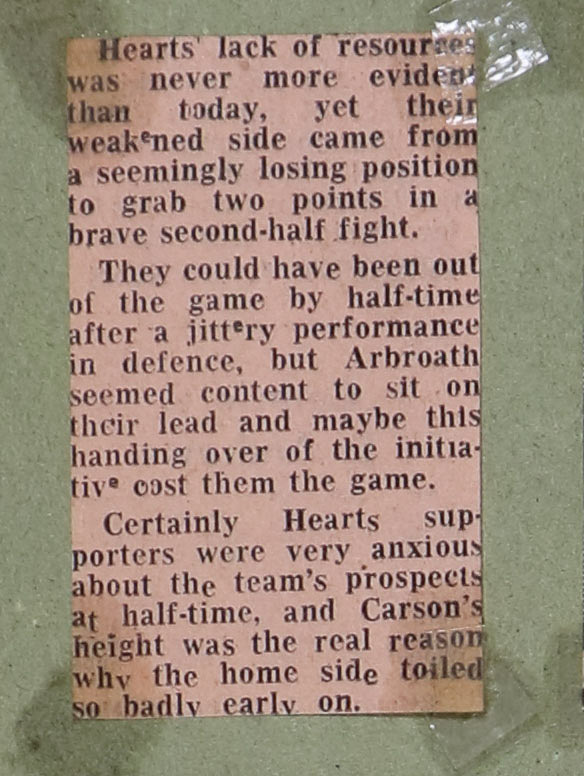 Hearts' lack of resources
was never more evident
than today, yet their
weakened side came from
a seemingly losing position
to grab two points in a
brave second-half fight.
They could have been out
of the game by half-time
after a jittery performance
in defence, but Arbroath
seemed content to sit on
their lead and maybe this
handing over of the initia-
tive cost them the game.
Certainly Hearts sup-
porters were very anxious
about the team's prospects
at half-time, and Carson's
height was the real reason
why the home side toiled
so badly early on.